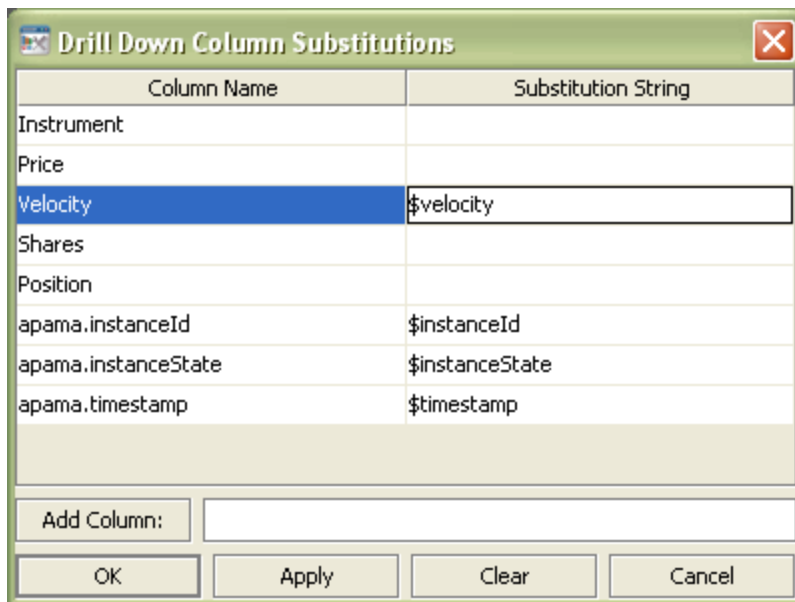 Drill Down Column Substitutions
Column Name Substitution String
Instrument
Price
Velocity $velocity
Shares
Position
apama.instanceId $instanceId
apama.instanceState $instanceState
apama.timestamp $timestamp
Add Column:
OK Apply Clear Cancel